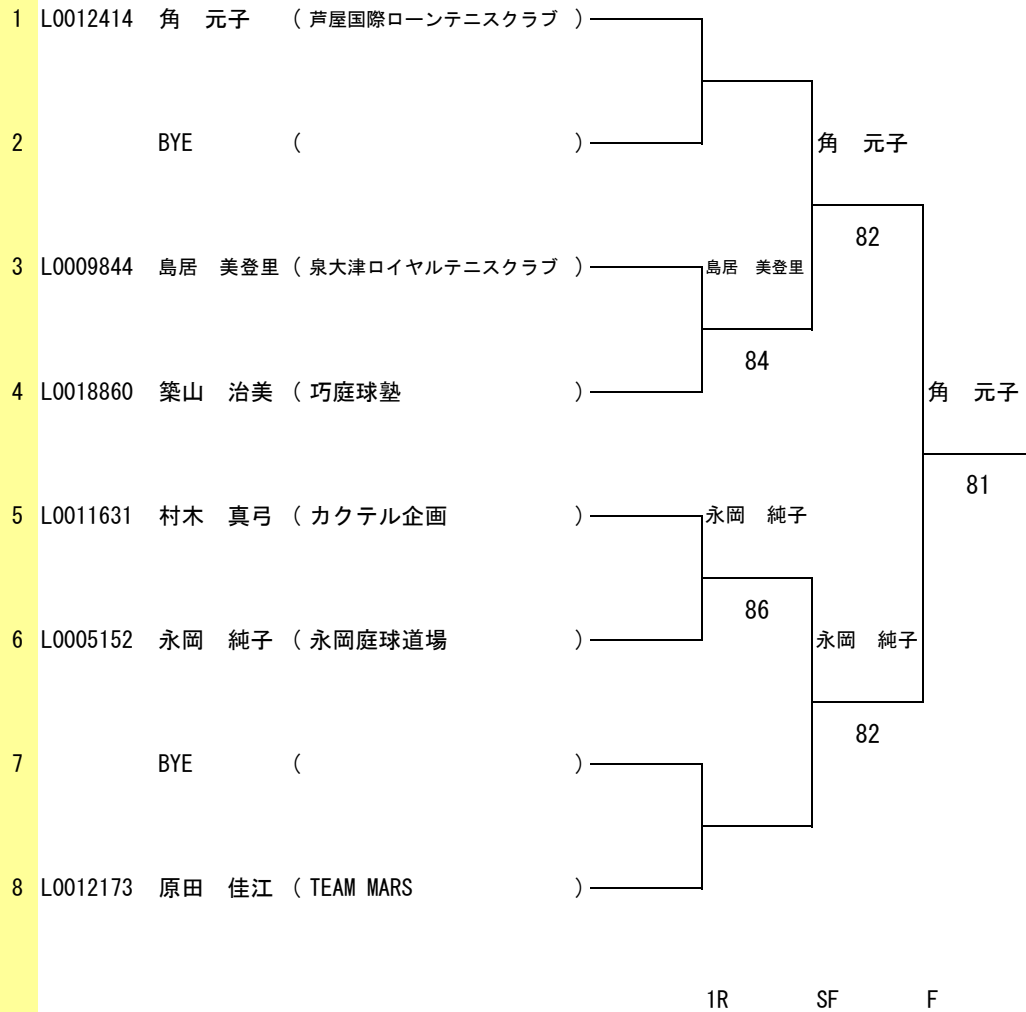 1 L0012414 角　元子 ( 芦屋国際ローンテニスクラブ )
2 BYE ( ) 角　元子
82
3 L0009844 島居　美登里 ( 泉大津ロイヤルテニスクラブ ) 島居　美登里
84
4 L0018860 築山　治美 ( 巧庭球塾 ) 角　元子
81
5 L0011631 村木　真弓 ( カクテル企画 ) 永岡　純子
86
6 L0005152 永岡　純子 ( 永岡庭球道場 ) 永岡　純子
82
7 BYE ( )
8 L0012173 原田　佳江 ( TEAM MARS )
1R SF F